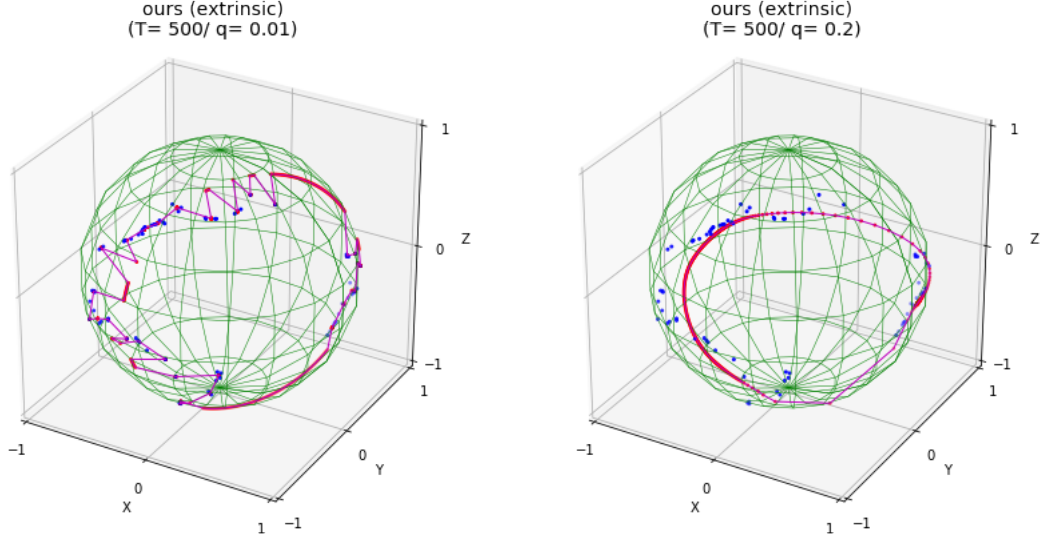 ours (extrinsic)
(T= 500/ q= 0.01)
1
0
Z
−1
−1
0
X
1
−1
0
Y
1
ours (extrinsic)
(T= 500/ q= 0.2)
1
0
Z
−1
−1
0
X
1
−1
0
Y
1